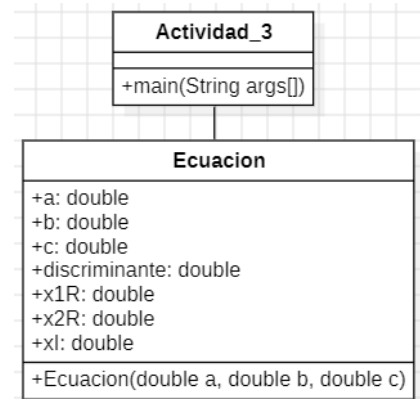 Actividad_3
+main(String args[])
Ecuacion
+a: double
+b: double
+c: double
+discriminante: double
+x1R: double
+x2R: double
+xI: double
+Ecuacion(double a, double b, double c)